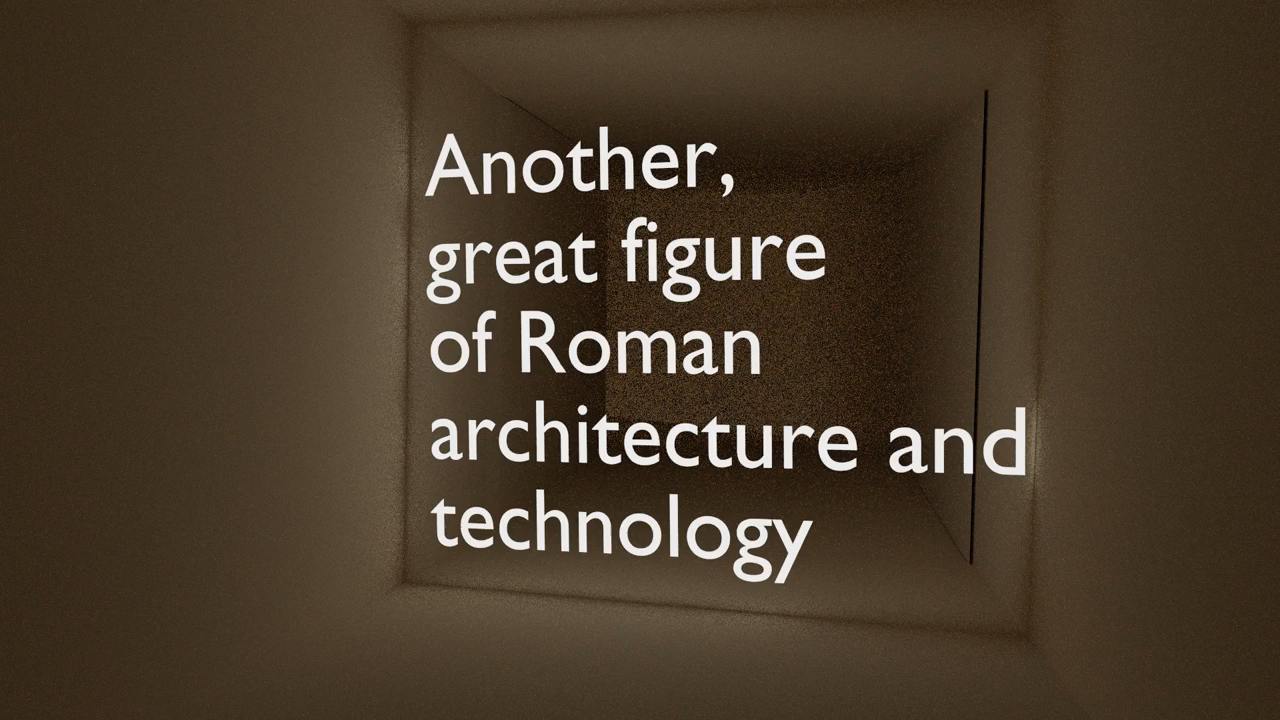 Another,
great figure
of Roman
architecture and
technology